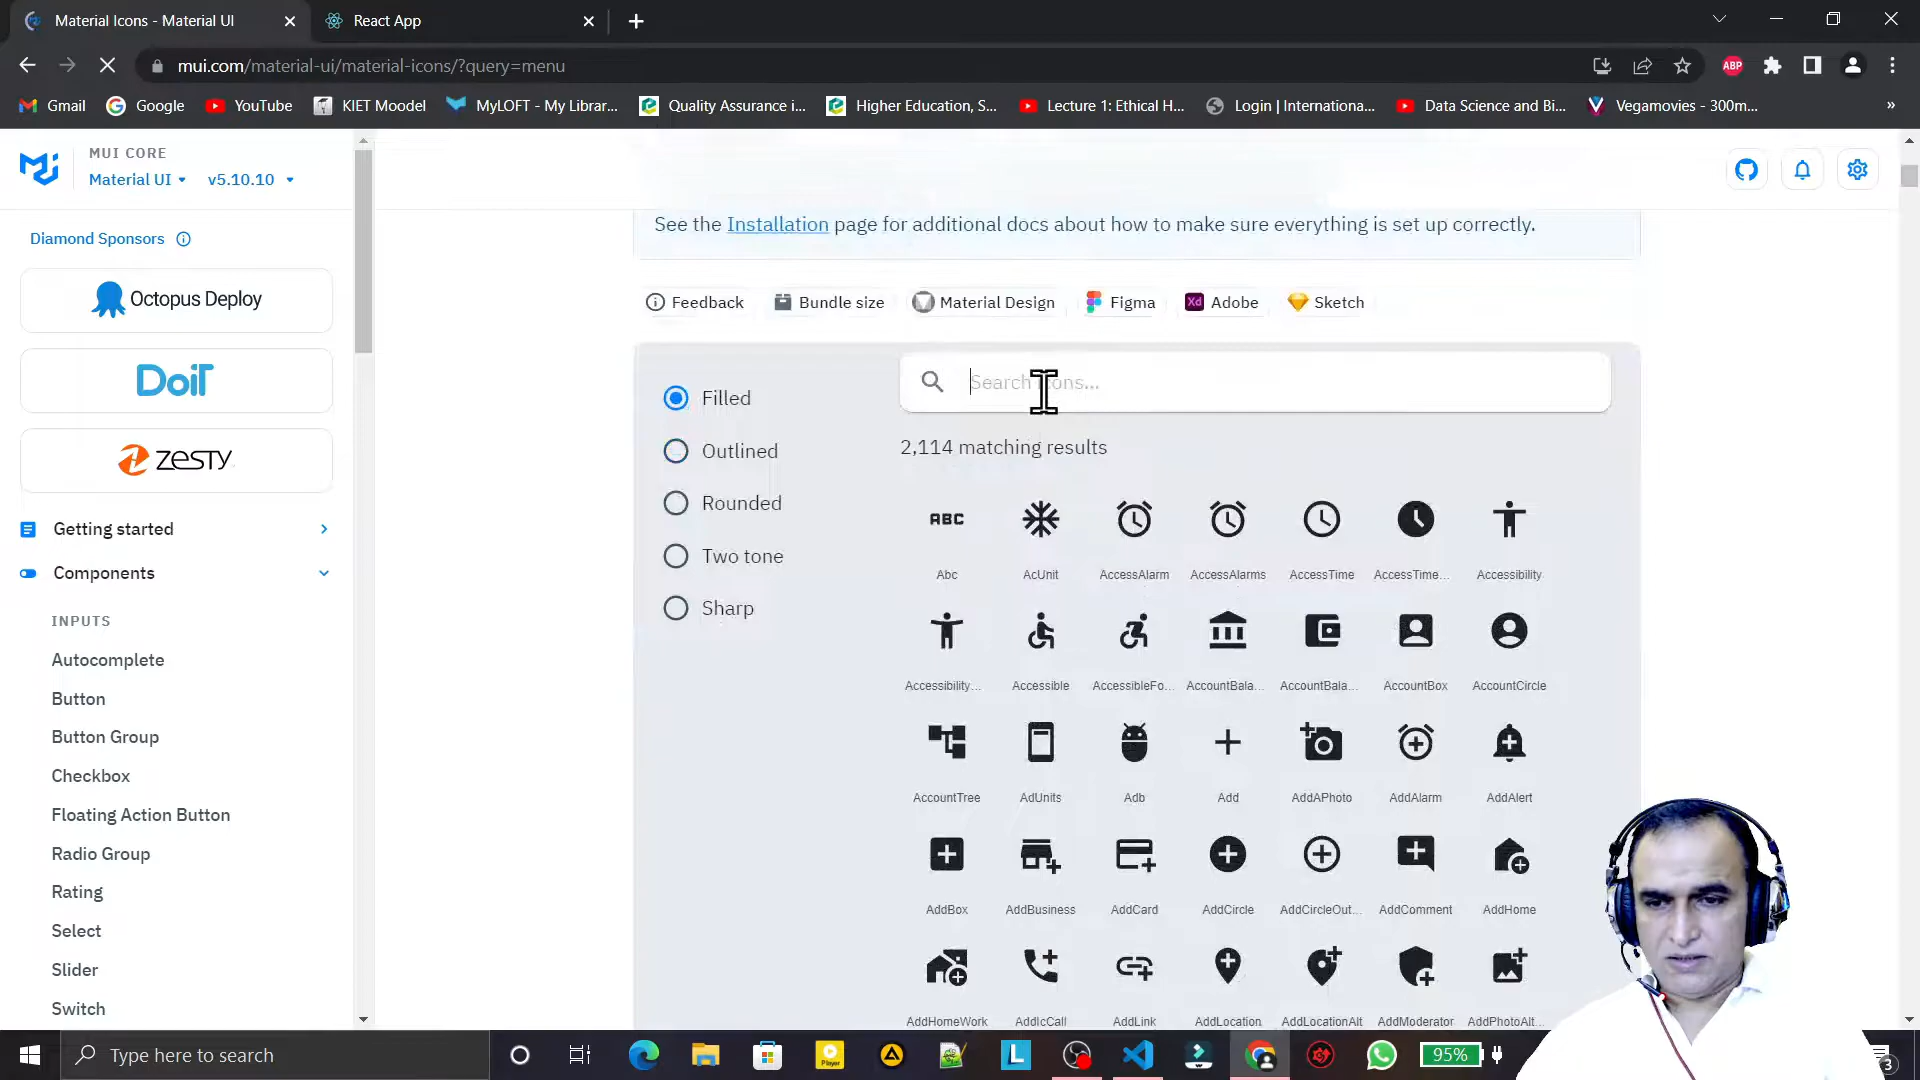 Material Icons - Material UI
React App
mui.com/material-ui/material-icons/?query=menu
ABP
Gmail
Google
YouTube
KIET Moodel
MyLOFT - My Librar...
Quality Assurance i...
Higher Education, S...
Lecture 1: Ethical H...
Login | Internationa...
Data Science and Bi...
Vegamovies - 300m...
»
MUI CORE
Material UI
v5.10.10
Diamond Sponsors
Octopus Deploy
DoiT
ZESTY
Getting started
Components
INPUTS
Autocomplete
Button
Button Group
Checkbox
Floating Action Button
Radio Group
Rating
Select
Slider
Switch
See the Installation page for additional docs about how to make sure everything is set up correctly.
Feedback
Bundle size
Material Design
Figma
Xd Adobe
Sketch
Filled
Outlined
Rounded
Two tone
Sharp
Search icons...
2,114 matching results
ABC
Abc AcUnit AccessAlarm AccessAlarms AccessTime AccessTime... Accessibility
Accessibility... Accessible AccessibleFo... AccountBala... AccountBala... AccountBox AccountCircle
AccountTree AdUnits Adb Add AddAPhoto AddAlarm AddAlert
AddBox AddBusiness AddCard AddCircle AddCircleOut... AddComment AddHome
AddHomeWork AddIcCall AddLink AddLocation AddLocationAlt AddModerator AddPhotoAlt...
Type here to search
Player
L
95%
3